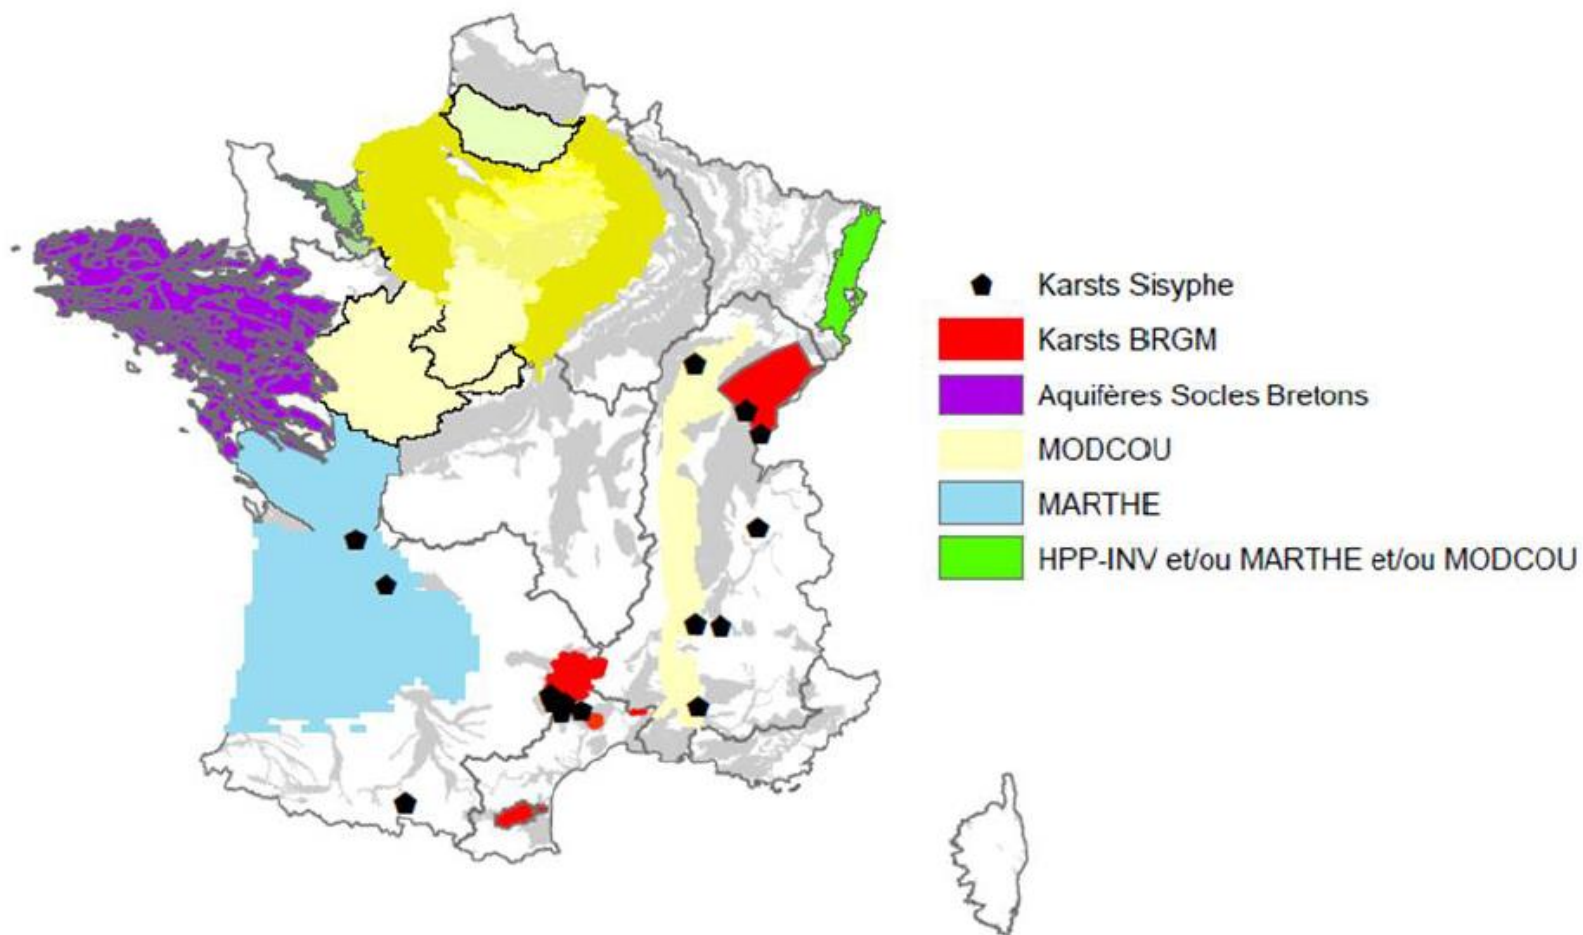 Karsts Sisyphe
Karsts BRGM
Aquifères Socles Bretons
MODCOU
MARTHE
HPP-INV et/ou MARTHE et/ou MODCOU